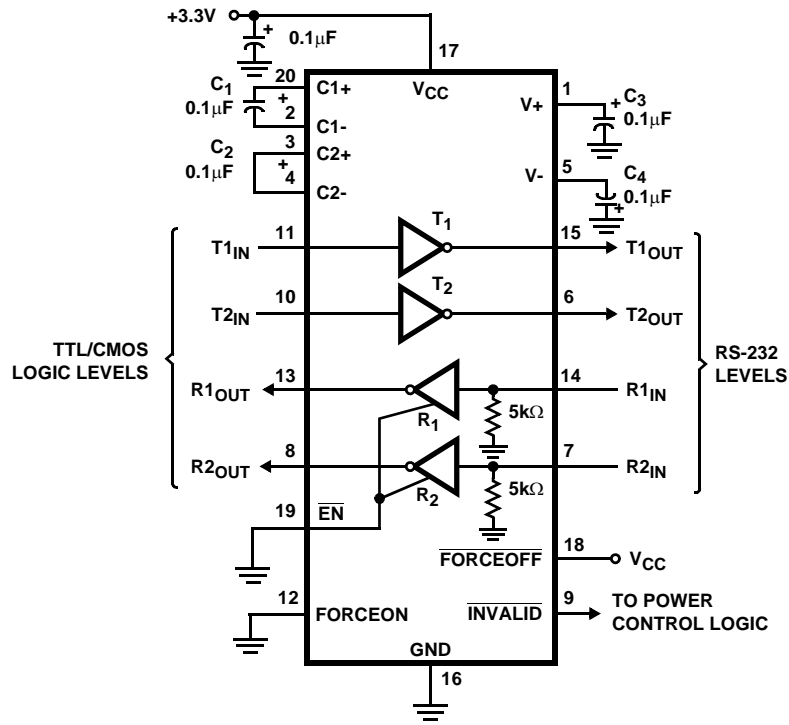 +3.3V
+ 0.1μF
17
20
C1
0.1μF
+
2
C1+
C1-
VCC
V+
1
+ C3
0.1μF
3
C2
0.1μF
+
4
C2+
C2-
V-
5
C4
0.1μF
+
T1
T1IN
11
15
T1OUT
T2
T2IN
10
6
T2OUT
TTL/CMOS
LOGIC LEVELS
RS-232
LEVELS
R1OUT
13
R1
5kΩ
14
R1IN
R2OUT
8
R2
5kΩ
7
R2IN
19
EN
FORCEOFF
18
VCC
12
FORCEON
INVALID
9
TO POWER
CONTROL LOGIC
GND
16